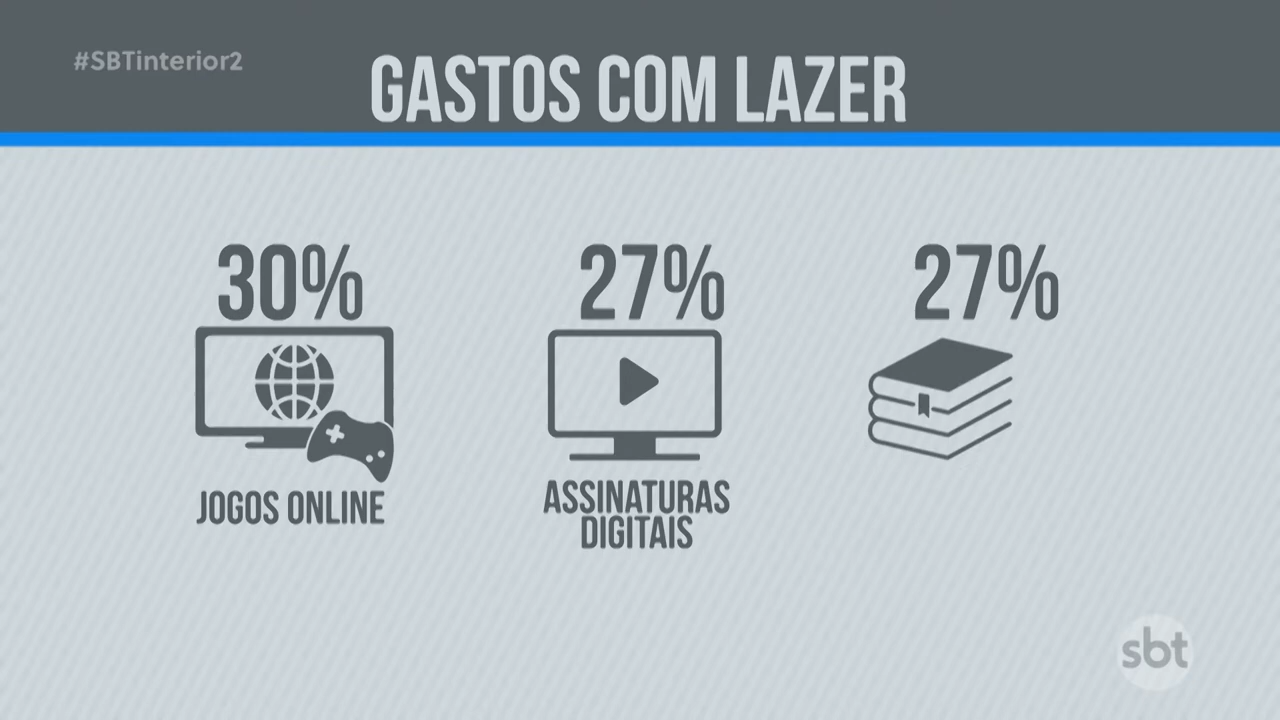 #SBTinterior2
GASTOS COM LAZER
30%
27%
27%
JOGOS ONLINE
ASSINATURAS
DIGITAIS
sbt